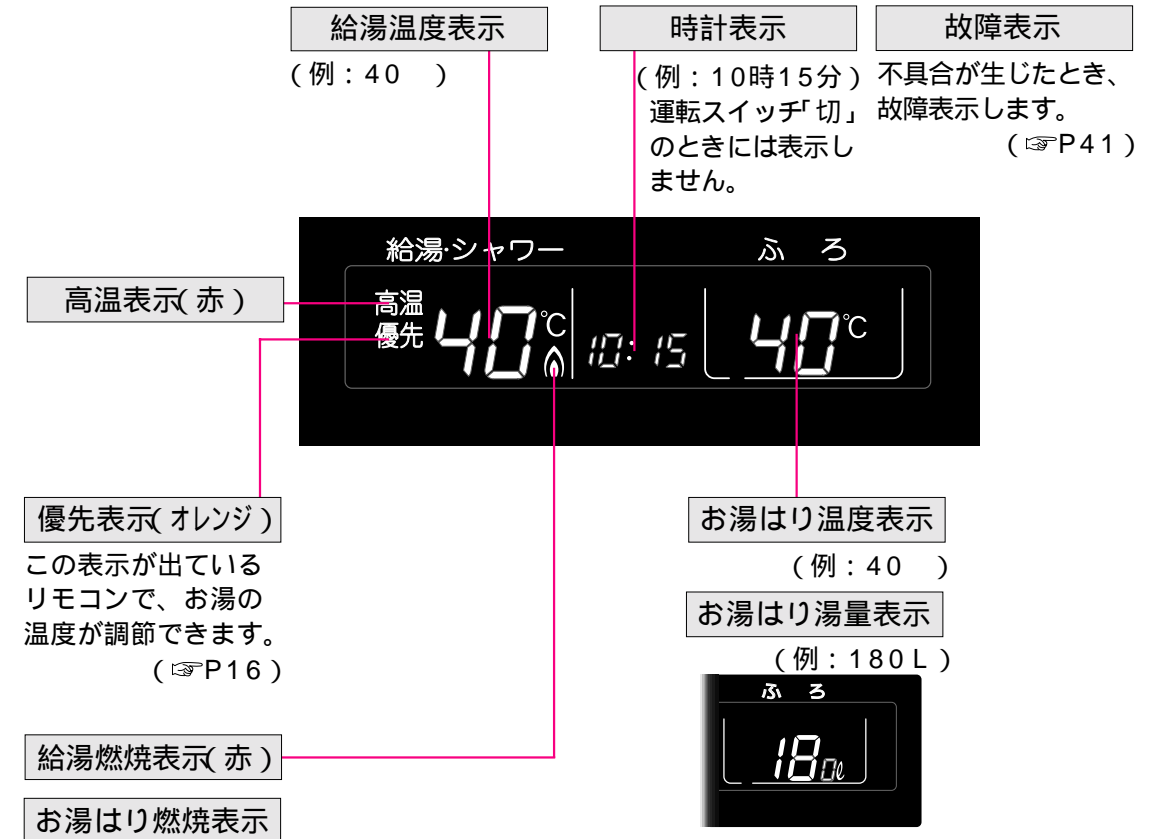 給湯温度表示
(例：40　)
時計表示
(例：10時15分)
運転スイッチ「切」
のときには表示し
ません。
故障表示
不具合が生じたとき、
故障表示します。
(☞P41)
給湯·シャワー
ふろ
高温表示(赤)
高温
優先
40℃
10:15
40℃
優先表示(オレンジ)
この表示が出ている
リモコンで、お湯の
温度が調節できます。
(☞P16)
お湯はり温度表示
(例：40　)
お湯はり湯量表示
(例：180L)
ふろ
180ℓ
給湯燃焼表示(赤)
お湯はり燃焼表示